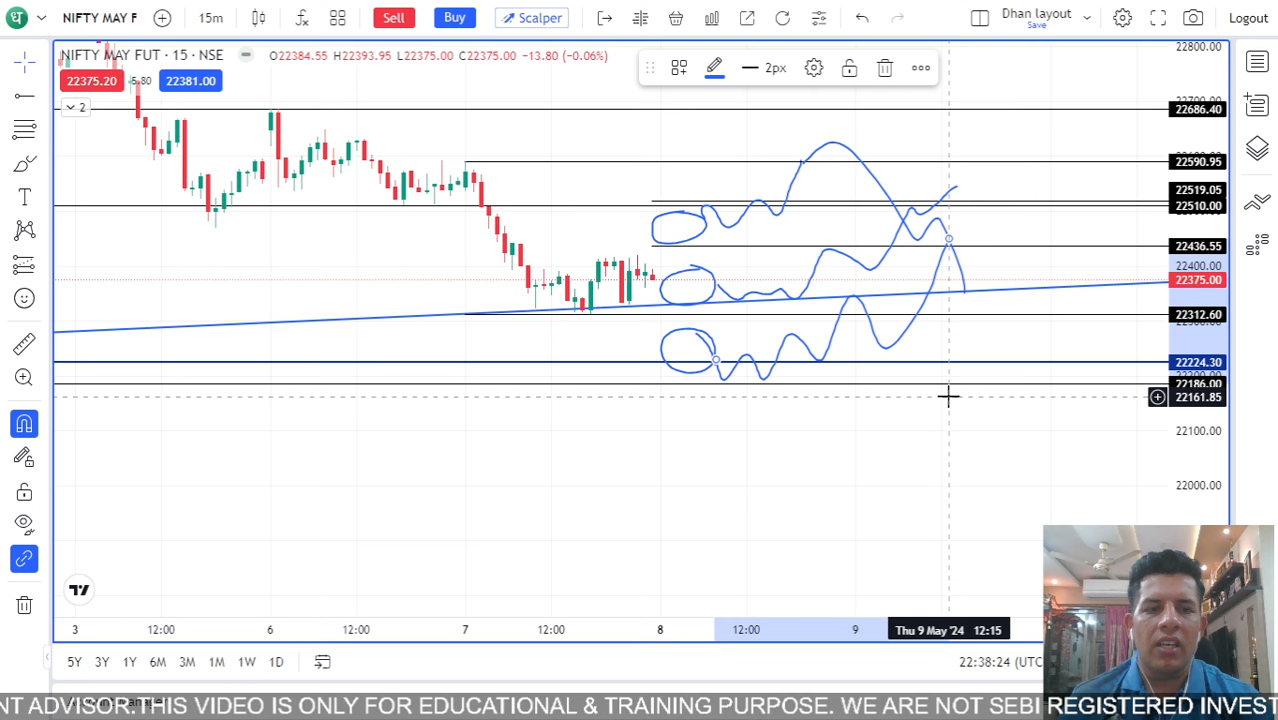 ध
NIFTY MAY F
15m
Sell
Buy
Scalper
Dhan layout
Save
Logout
NIFTY MAY FUT · 15 · NSE
O22384.55 H22393.95 L22375.00 C22375.00 −13.80 (−0.06%)
22375.20
5.80
22381.00
2
2px
22800.00
22686.40
22590.95
22519.05
22510.00
22436.55
22400.00
22375.00
22312.60
22224.30
22186.00
22161.85
22100.00
22000.00
3
12:00
6
12:00
7
12:00
8
12:00
9
Thu 9 May '24 12:15
5Y
3Y
1Y
6M
3M
1M
1W
1D
22:38:24 (UTC
NT ADVISOR.THIS VIDEO IS ONLY FOR EDUCATIONAL & TRAINING PURPOSE. WE ARE NOT SEBI REGISTERED INVEST